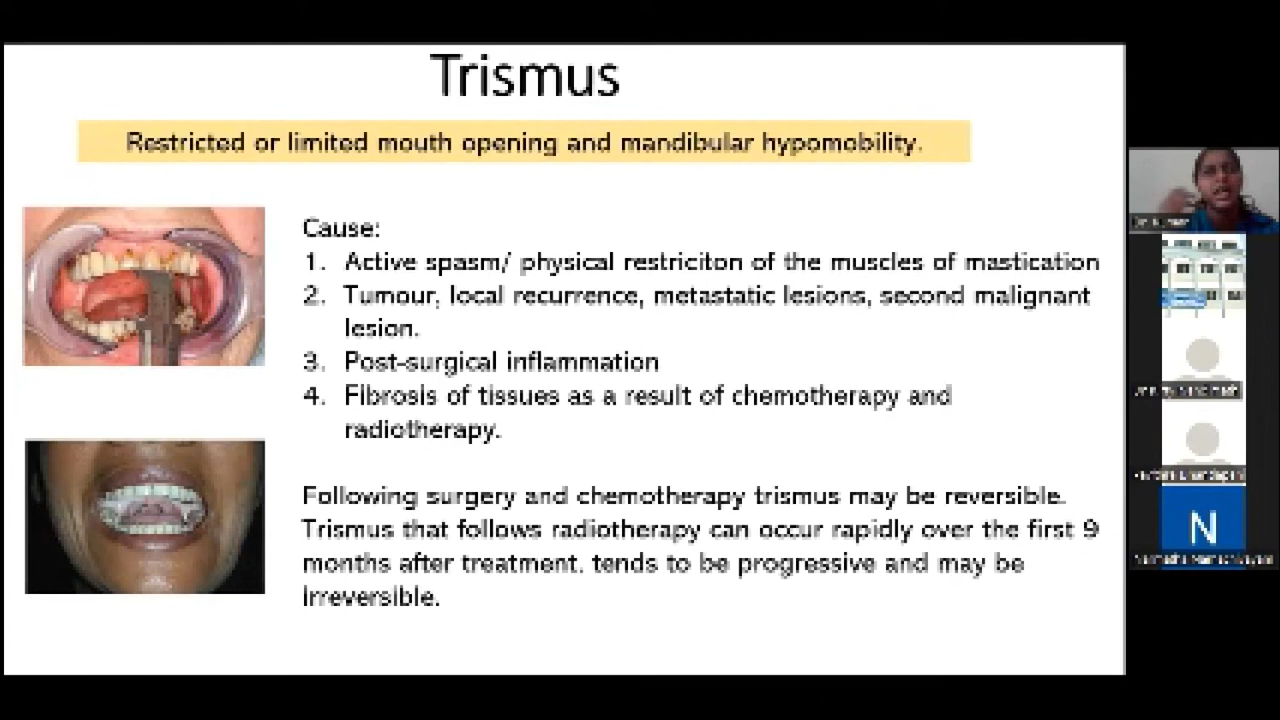 Trismus
Restricted or limited mouth opening and mandibular hypomobility.
Cause:
1. Active spasm/ physical restriciton of the muscles of mastication
2. Tumour, local recurrence, metastatic lesions, second malignant
lesion.
3. Post-surgical inflammation
4. Fibrosis of tissues as a result of chemotherapy and
radiotherapy.
Following surgery and chemotherapy trismus may be reversible.
Trismus that follows radiotherapy can occur rapidly over the first 9
months after treatment. tends to be progressive and may be
irreversible.
N